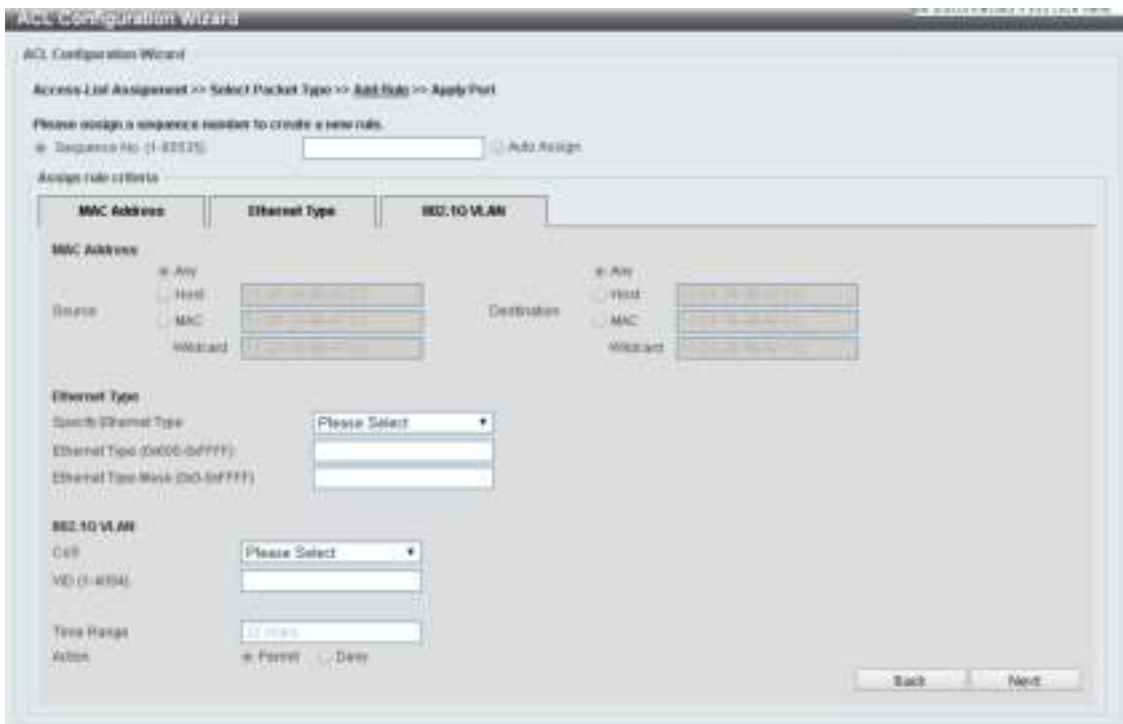 ACL Configuration Wizard
ACL Configuration Wizard
Access-List Assignment >> Select Packet Type >> Add Rule >> Apply Port
Please assign a sequence number to create a new rule.
Sequence No. (1-65535)
Auto Assign
Assign rule criteria
MAC Address
Ethernet Type
802.1Q VLAN
MAC Address
Source
Any
Host
MAC
Wildcard
Destination
Any
Host
MAC
Wildcard
Ethernet Type
Specify Ethernet Type
Please Select
Ethernet Type (0x600-0xFFFF)
Ethernet Type Mask (0x0-0xFFFF)
802.1Q VLAN
CoS
Please Select
VID (1-4094)
Time Range
32 chars
Action
Permit
Deny
Back
Next